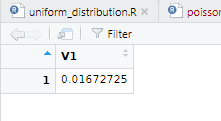 uniform_distribution.R × poisso
Filter
V1
1 0.01672725